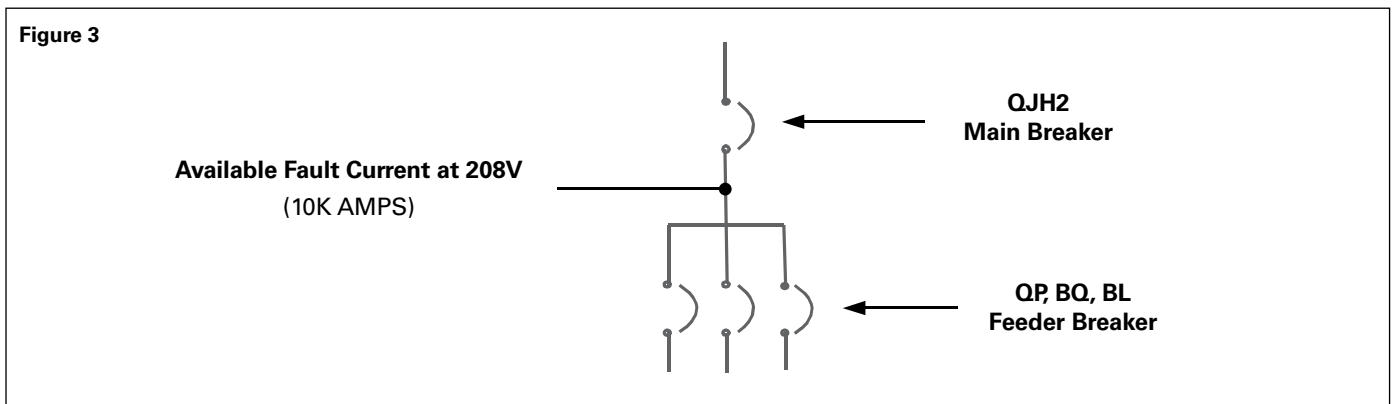 Figure 3
QJH2
Main Breaker
Available Fault Current at 208V
(10K AMPS)
QP, BQ, BL
Feeder Breaker